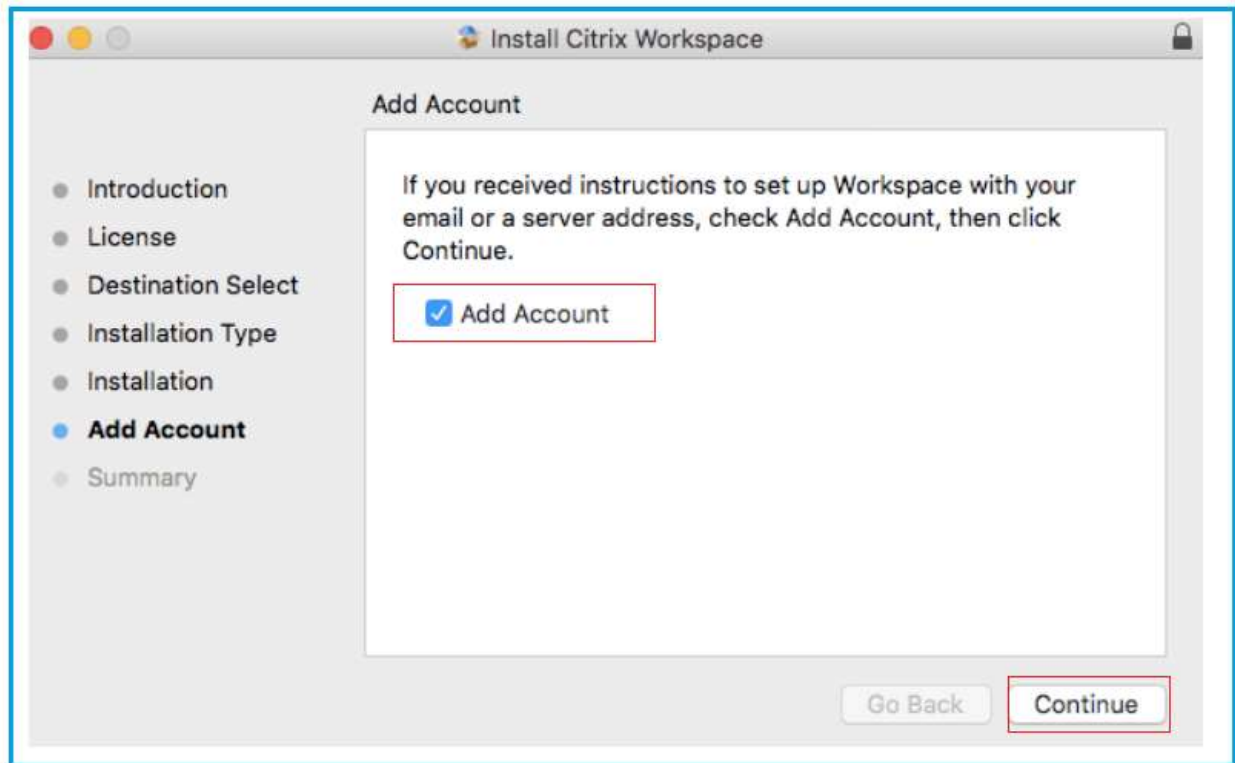 Install Citrix Workspace
Add Account
Introduction
License
Destination Select
Installation Type
Installation
Add Account
Summary
If you received instructions to set up Workspace with your
email or a server address, check Add Account, then click
Continue.
Add Account
Go Back
Continue